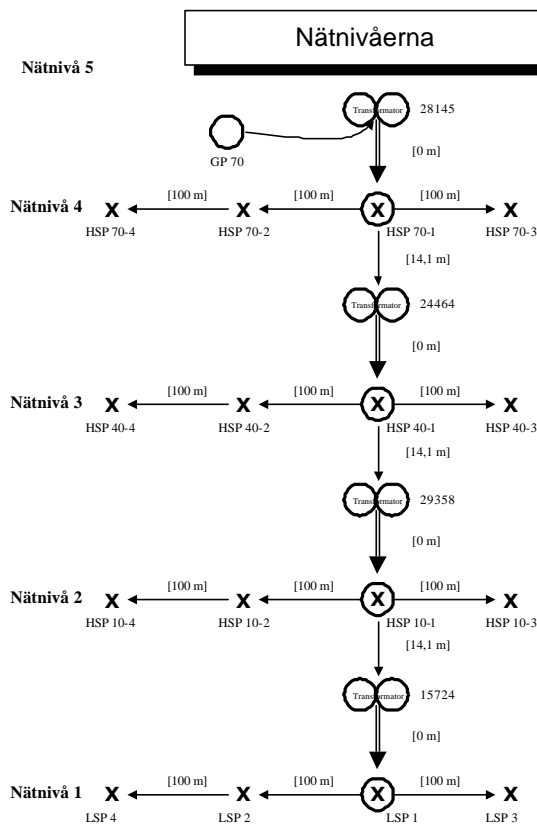 Nätnivåerna
Nätnivå 5
Transformator 28145
GP 70
[0 m]
Nätnivå 4
[100 m] [100 m] [100 m]
X X X X
HSP 70-4 HSP 70-2 HSP 70-1 HSP 70-3
[14,1 m]
Transformator 24464
[0 m]
Nätnivå 3
[100 m] [100 m] [100 m]
X X X X
HSP 40-4 HSP 40-2 HSP 40-1 HSP 40-3
[14,1 m]
Transformator 29358
[0 m]
Nätnivå 2
[100 m] [100 m] [100 m]
X X X X
HSP 10-4 HSP 10-2 HSP 10-1 HSP 10-3
[14,1 m]
Transformator 15724
[0 m]
Nätnivå 1
[100 m] [100 m] [100 m]
X X X X
LSP 4 LSP 2 LSP 1 LSP 3